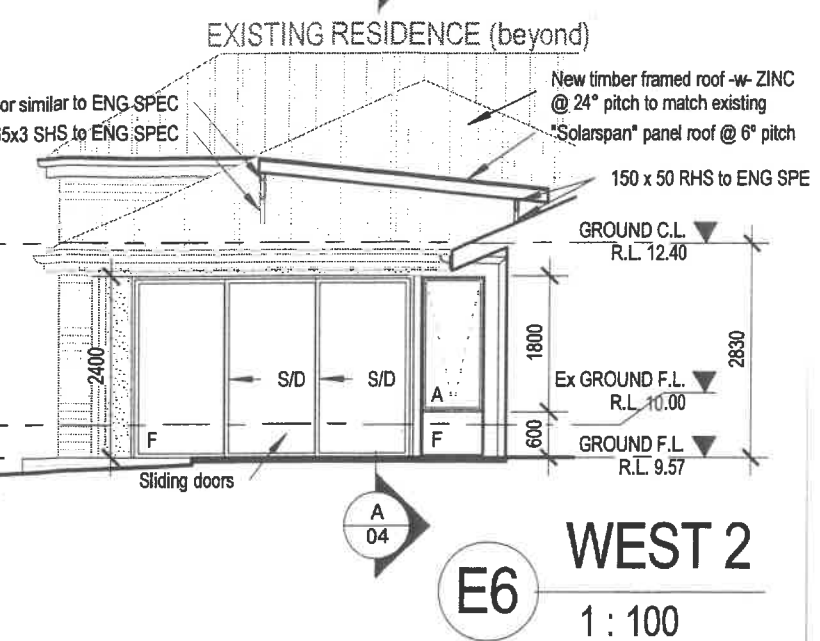 EXISTING RESIDENCE (beyond)
New timber framed roof -w- ZINC
@ 24° pitch to match existing
or similar to ENG SPEC
5x3 SHS to ENG SPEC
"Solarspan" panel roof @ 6° pitch
150 x 50 RHS to ENG SPE
GROUND C.L.
R.L. 12.40
2400
1800
2830
S/D
S/D
A
Ex GROUND F.L.
R.L. 10.00
F
F
600
GROUND F.L
R.L. 9.57
Sliding doors
A
04
WEST 2
E6
1 : 100